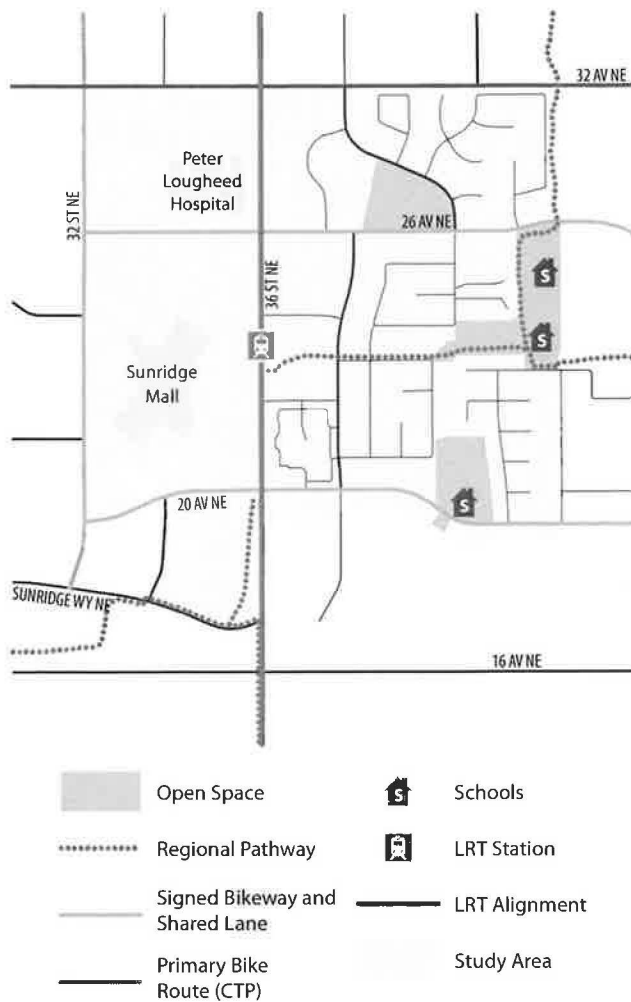 32 AV NE
Peter
Lougheed
Hospital
32 ST NE
26 AV NE
36 ST NE
S
S
Sunridge
Mall
S
20 AV NE
SUNRIDGE WY NE
16 AV NE
Open Space
S
Schools
Regional Pathway
LRT Station
Signed Bikeway and
Shared Lane
LRT Alignment
Primary Bike
Route (CTP)
Study Area